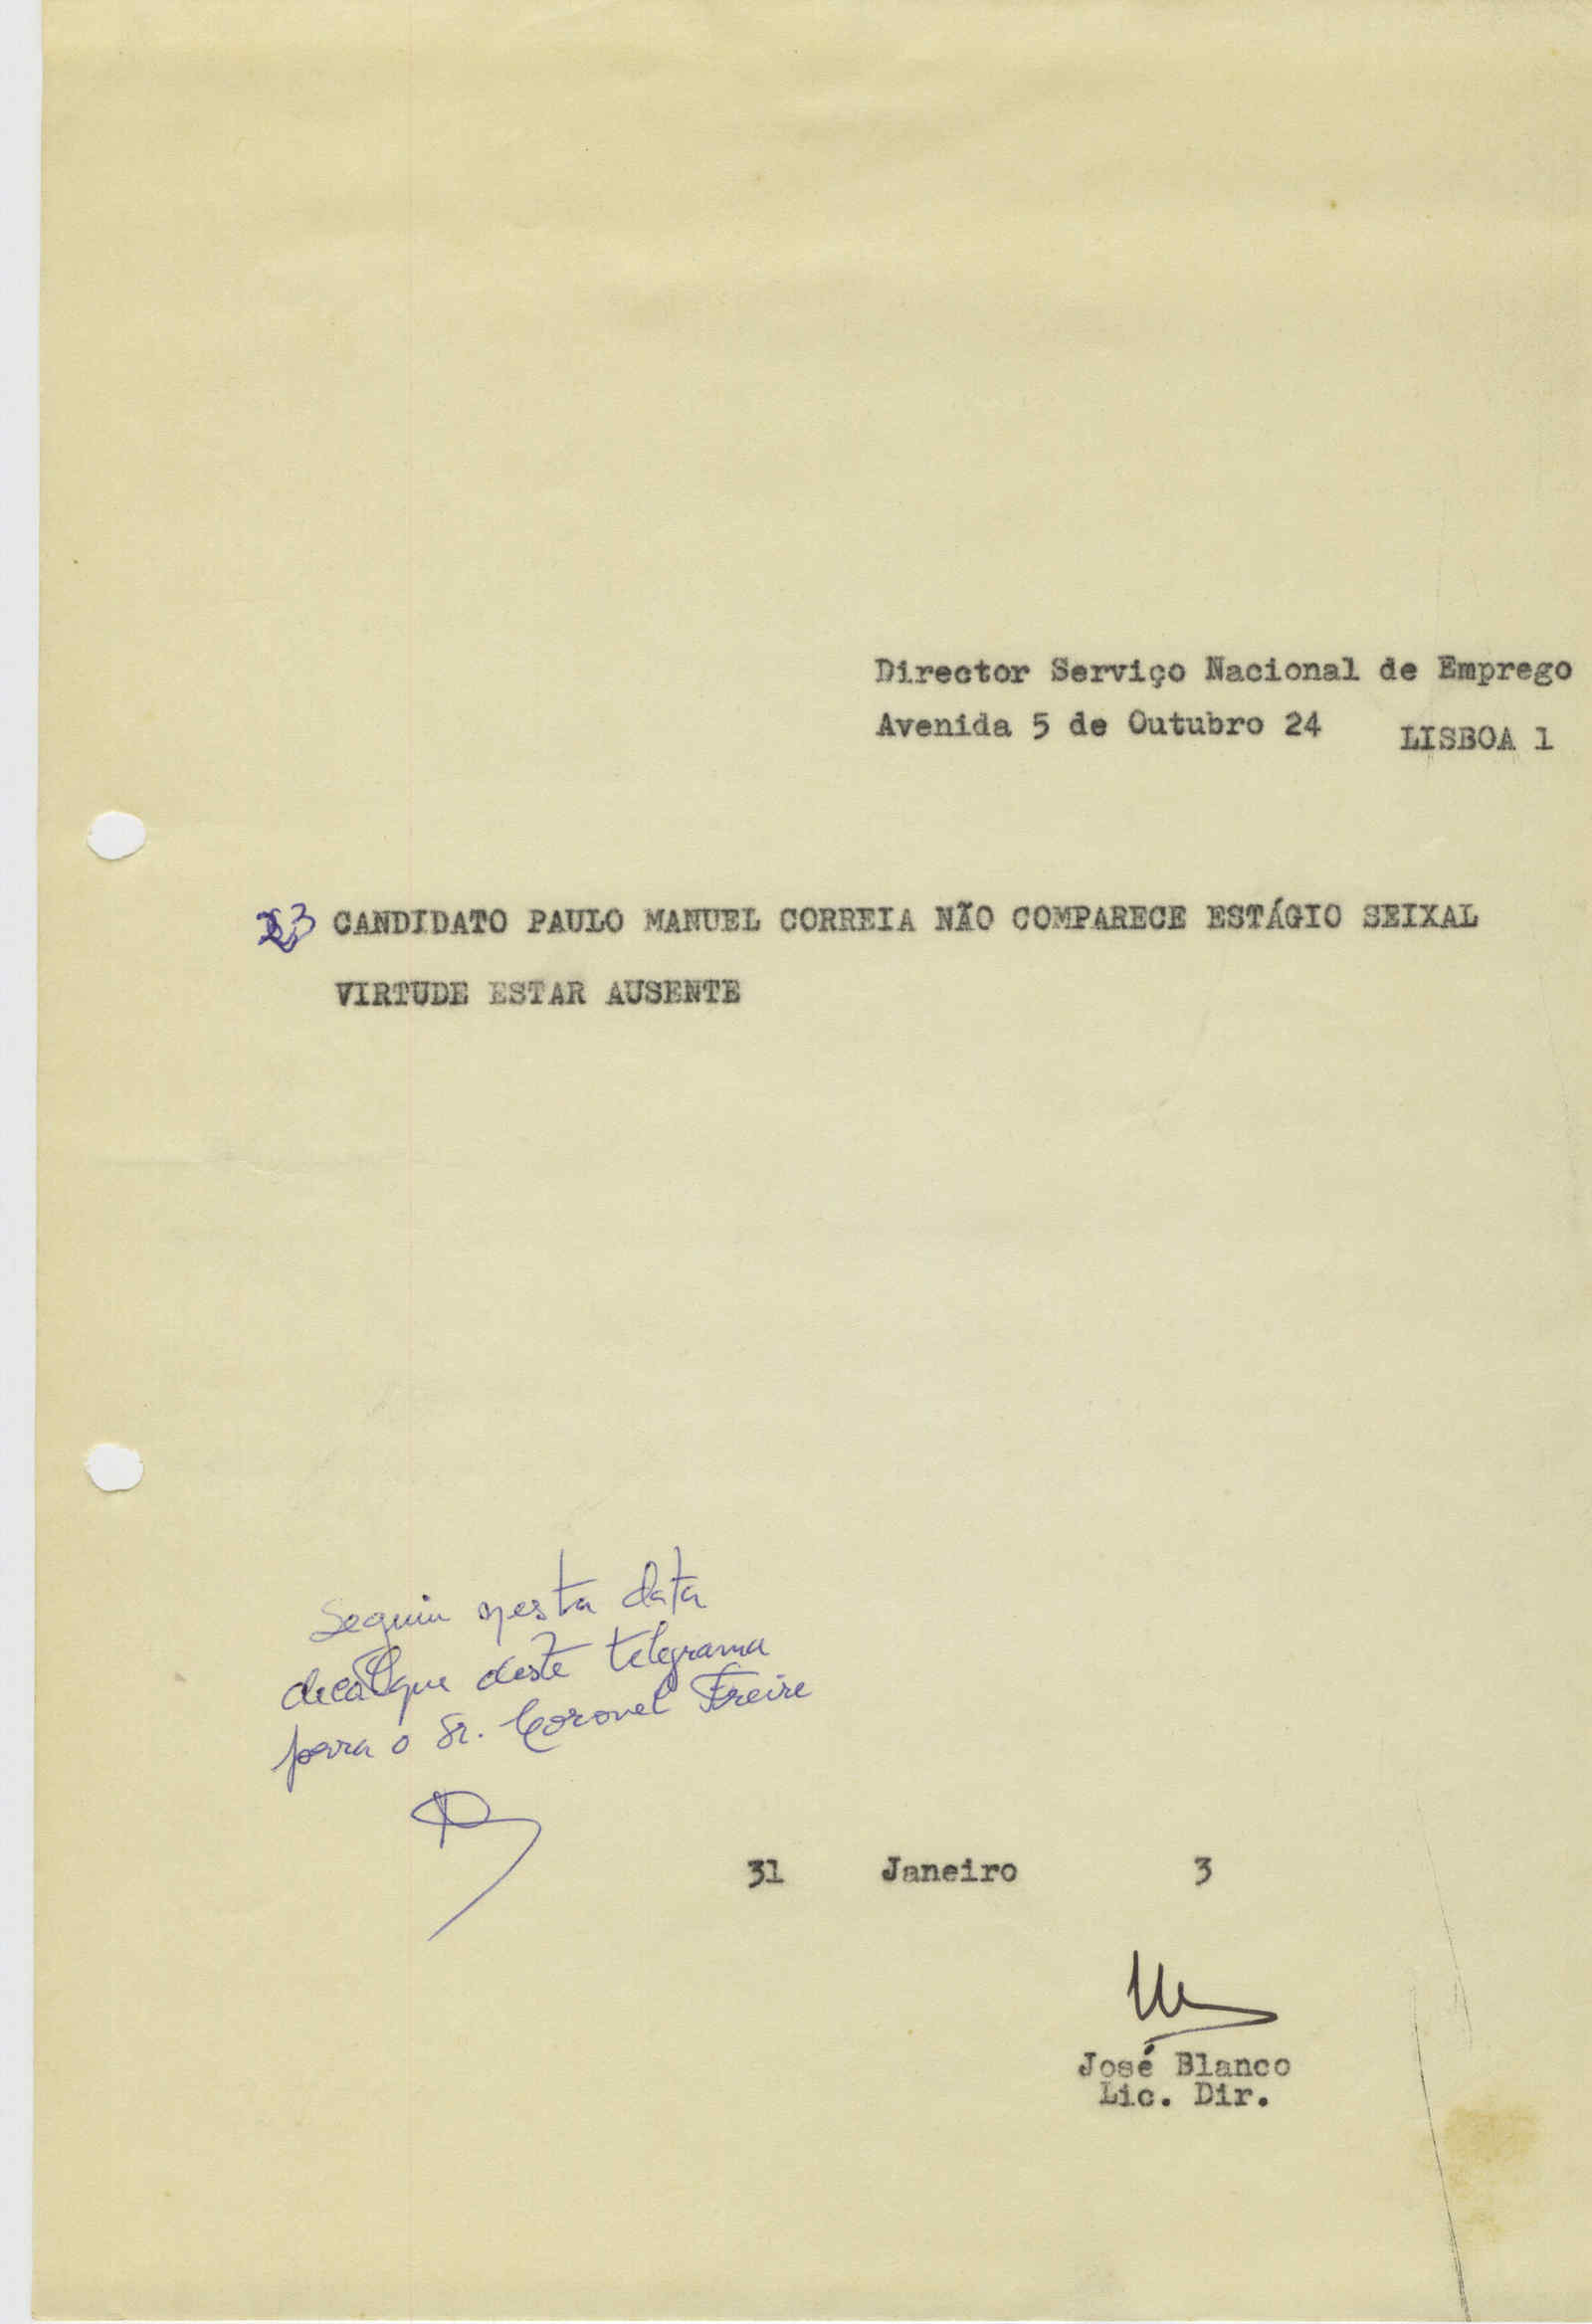 Director Serviço Nacional de Emprego
Avenida 5 de Outubro 24 LISBOA 1
CANDIDATO PAULO MANUEL CORREIA NÃO COMPARECE ESTÁGIO SEIXAL
VIRTUDE ESTAR AUSENTE
Seguiu nesta data
decalque deste telegrama
para o Sr. Coronel Freire
31 Janeiro 3
José Blanco
Lic. Dir.